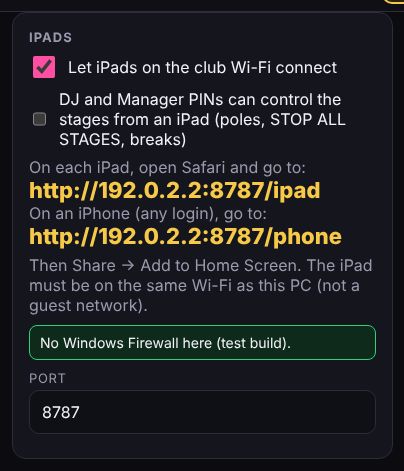 IPADS
Let iPads on the club Wi-Fi connect
DJ and Manager PINs can control the
stages from an iPad (poles, STOP ALL
STAGES, breaks)
On each iPad, open Safari and go to:
http://192.0.2.2:8787/ipad
On an iPhone (any login), go to:
http://192.0.2.2:8787/phone
Then Share → Add to Home Screen. The iPad
must be on the same Wi-Fi as this PC (not a
guest network).
No Windows Firewall here (test build).
PORT
8787